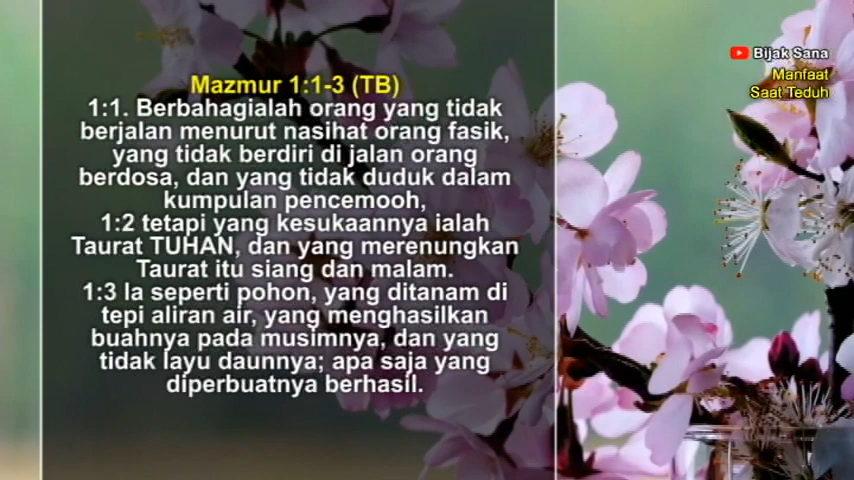 Mazmur 1:1-3 (TB)
1:1. Berbahagialah orang yang tidak
berjalan menurut nasihat orang fasik,
yang tidak berdiri di jalan orang
berdosa, dan yang tidak duduk dalam
kumpulan pencemooh,
1:2 tetapi yang kesukaannya ialah
Taurat TUHAN, dan yang merenungkan
Taurat itu siang dan malam.
1:3 Ia seperti pohon, yang ditanam di
tepi aliran air, yang menghasilkan
buahnya pada musimnya, dan yang
tidak layu daunnya; apa saja yang
diperbuatnya berhasil.
Bijak Sana
Manfaat
Saat Teduh